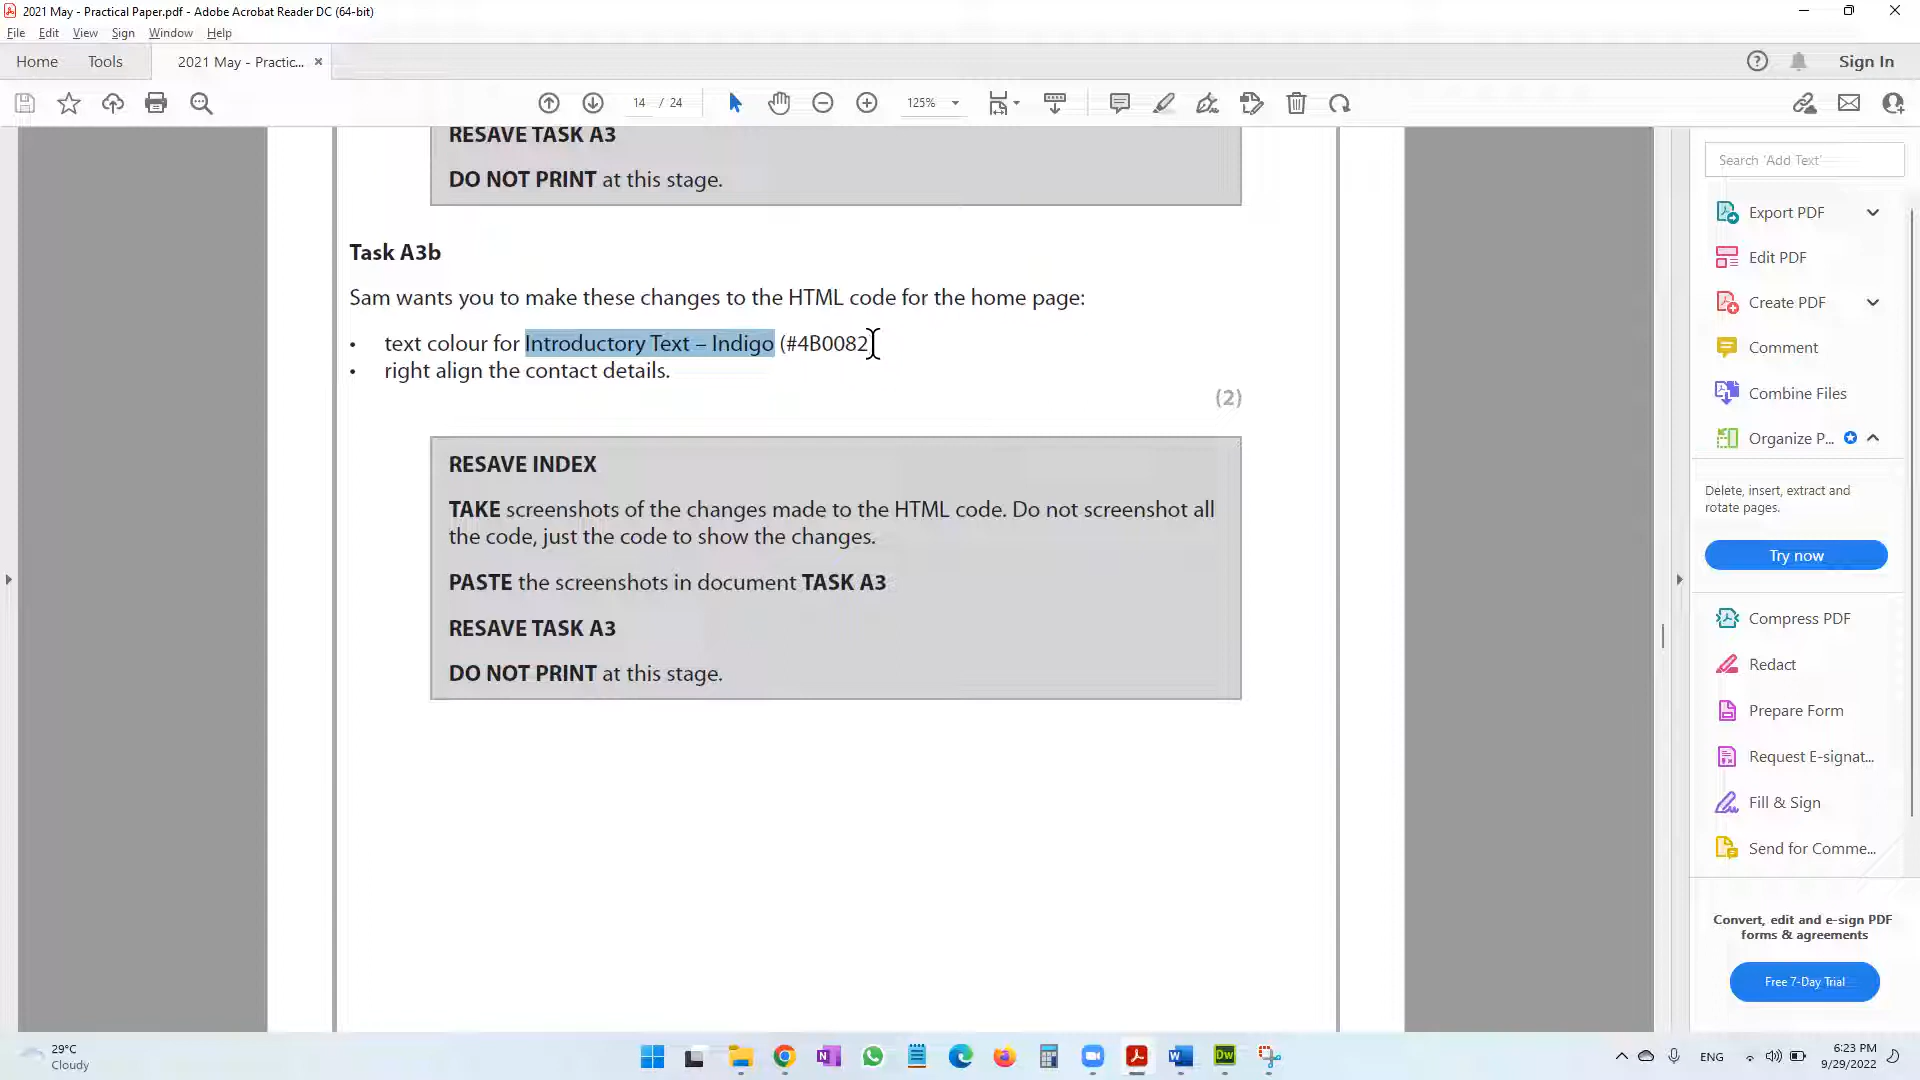 2021 May - Practical Paper.pdf - Adobe Acrobat Reader DC (64-bit)
File Edit View Sign Window Help
Home Tools 2021 May - Practic... × Sign In
14 / 24 125%
RESAVE TASK A3
DO NOT PRINT at this stage.
Task A3b
Sam wants you to make these changes to the HTML code for the home page:
• text colour for Introductory Text – Indigo (#4B0082)
• right align the contact details.
(2)
RESAVE INDEX
TAKE screenshots of the changes made to the HTML code. Do not screenshot all
the code, just the code to show the changes.
PASTE the screenshots in document TASK A3
RESAVE TASK A3
DO NOT PRINT at this stage.
Search 'Add Text'
Export PDF
Edit PDF
Create PDF
Comment
Combine Files
Organize P...
Delete, insert, extract and
rotate pages.
Try now
Compress PDF
Redact
Prepare Form
Request E-signat...
Fill & Sign
Send for Comme...
Convert, edit and e-sign PDF
forms & agreements
Free 7-Day Trial
29°C
Cloudy
ENG
6:23 PM
9/29/2022